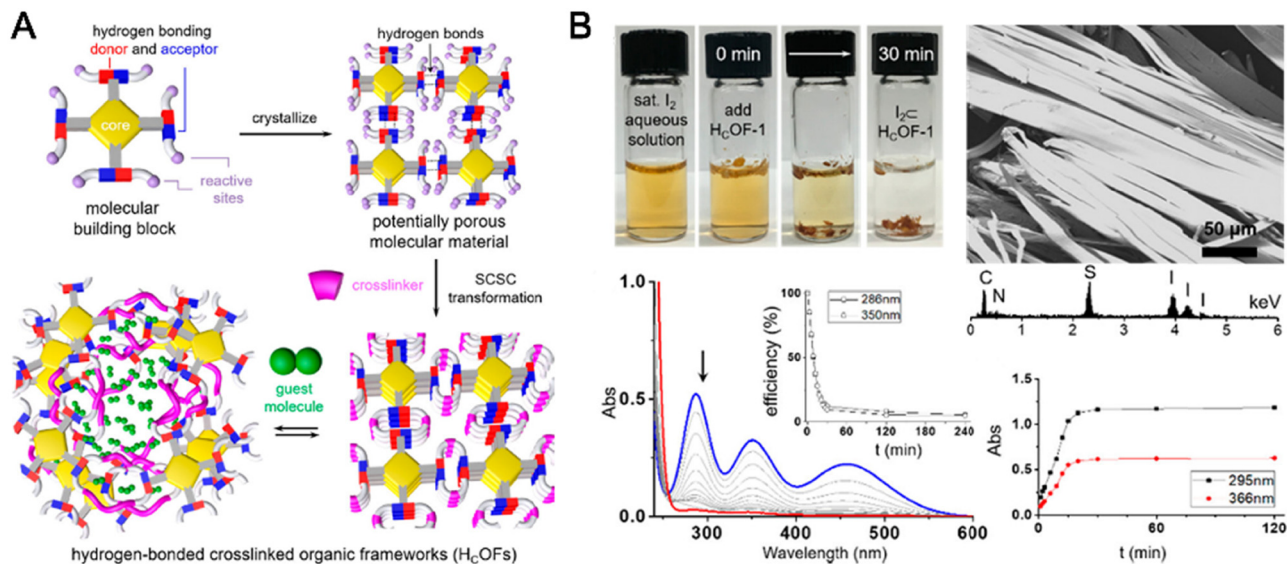 A
hydrogen bonding
donor and acceptor
core
reactive
sites
molecular
building block
crystallize
hydrogen bonds
potentially porous
molecular material
crosslinker
SCSC
transformation
guest
molecule
hydrogen-bonded crosslinked organic frameworks (HCOFs)
B
sat. I2
aqueous
solution
0 min
add
HCOF-1
30 min
I2⊂
HCOF-1
50 μm
C
N
S
I
I
I
keV
0 1 2 3 4 5 6
Abs
1.0
0.5
0.0
300 400 500 600
Wavelength (nm)
efficiency (%)
100
50
0
0 60 120 180 240
t (min)
286nm
350nm
Abs
1.5
1.0
0.5
0.0
0 60 120
t (min)
295nm
366nm